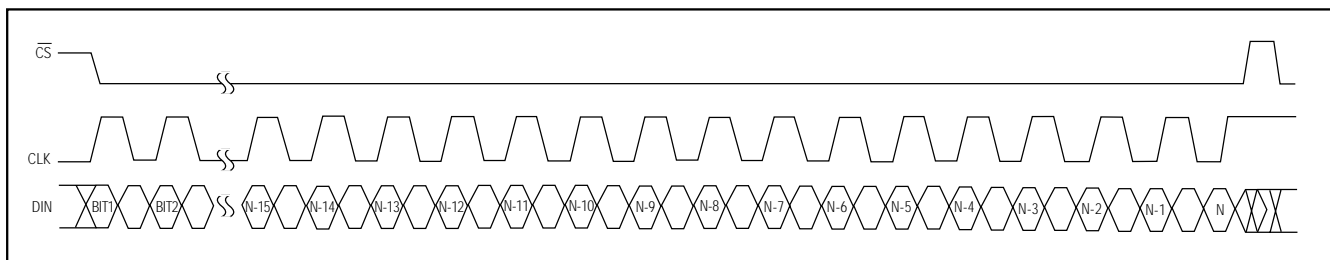 C̅S̅
CLK
DIN BIT1 BIT2 N-15 N-14 N-13 N-12 N-11 N-10 N-9 N-8 N-7 N-6 N-5 N-4 N-3 N-2 N-1 N